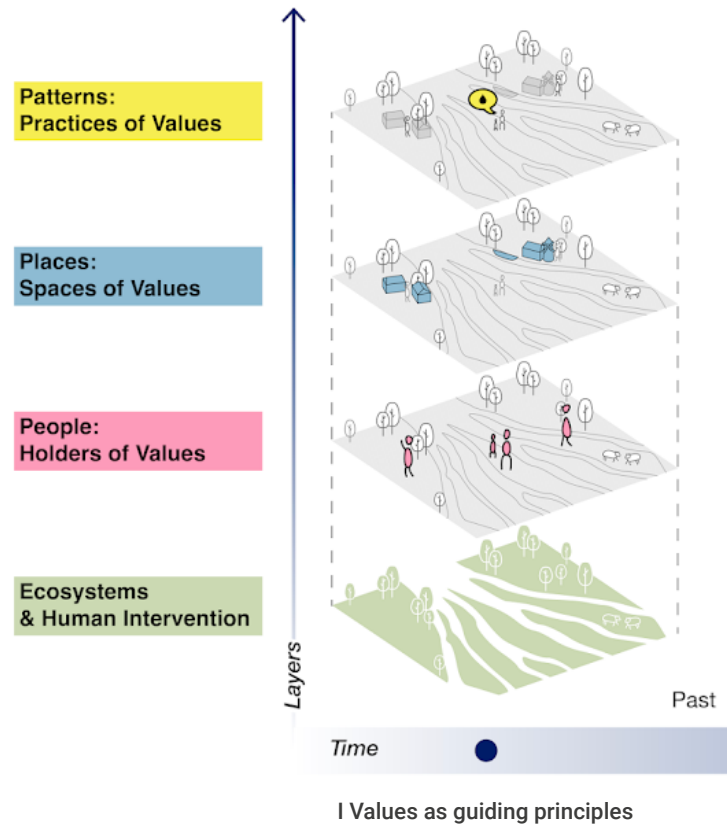 Patterns:
Practices of Values
Places:
Spaces of Values
People:
Holders of Values
Ecosystems
& Human Intervention
Layers
Past
Time
I Values as guiding principles